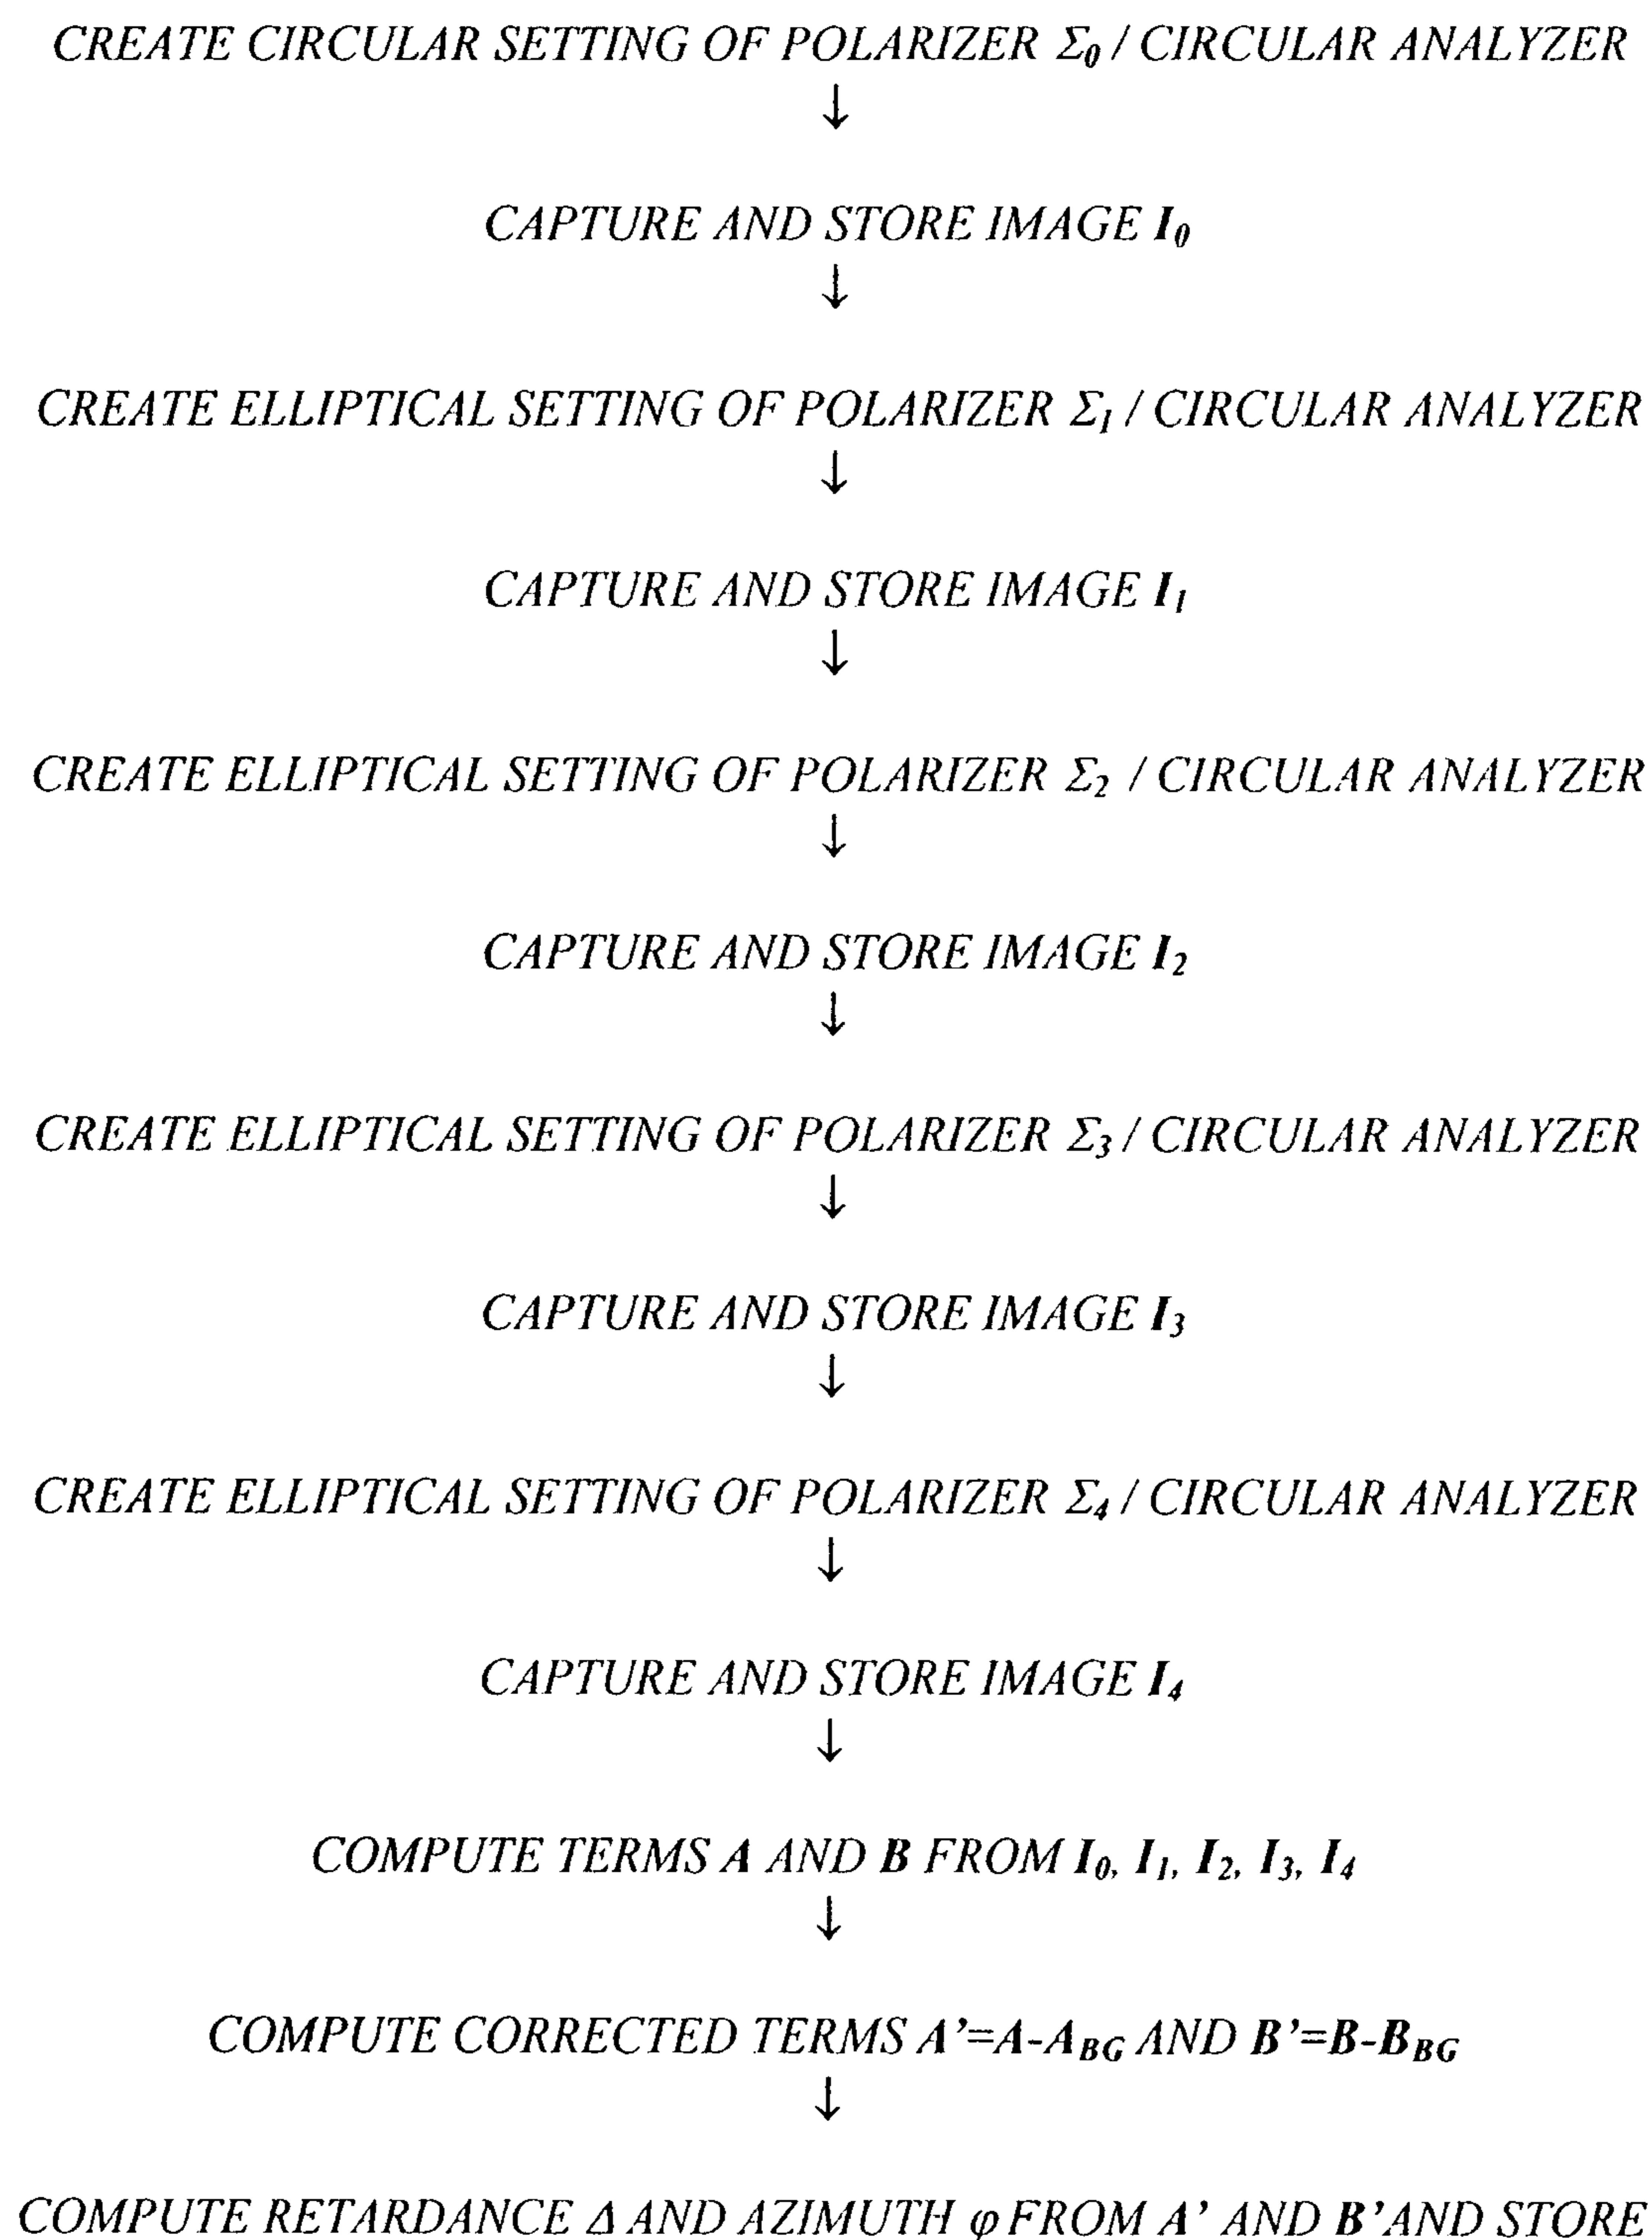 CREATE CIRCULAR SETTING OF POLARIZER Σ₀ / CIRCULAR ANALYZER
↓
CAPTURE AND STORE IMAGE I₀
↓
CREATE ELLIPTICAL SETTING OF POLARIZER Σ₁ / CIRCULAR ANALYZER
↓
CAPTURE AND STORE IMAGE I₁
↓
CREATE ELLIPTICAL SETTING OF POLARIZER Σ₂ / CIRCULAR ANALYZER
↓
CAPTURE AND STORE IMAGE I₂
↓
CREATE ELLIPTICAL SETTING OF POLARIZER Σ₃ / CIRCULAR ANALYZER
↓
CAPTURE AND STORE IMAGE I₃
↓
CREATE ELLIPTICAL SETTING OF POLARIZER Σ₄ / CIRCULAR ANALYZER
↓
CAPTURE AND STORE IMAGE I₄
↓
COMPUTE TERMS A AND B FROM I₀, I₁, I₂, I₃, I₄
↓
COMPUTE CORRECTED TERMS A’=A-A_BG AND B’=B-B_BG
↓
COMPUTE RETARDANCE Δ AND AZIMUTH φ FROM A’ AND B’ AND STORE